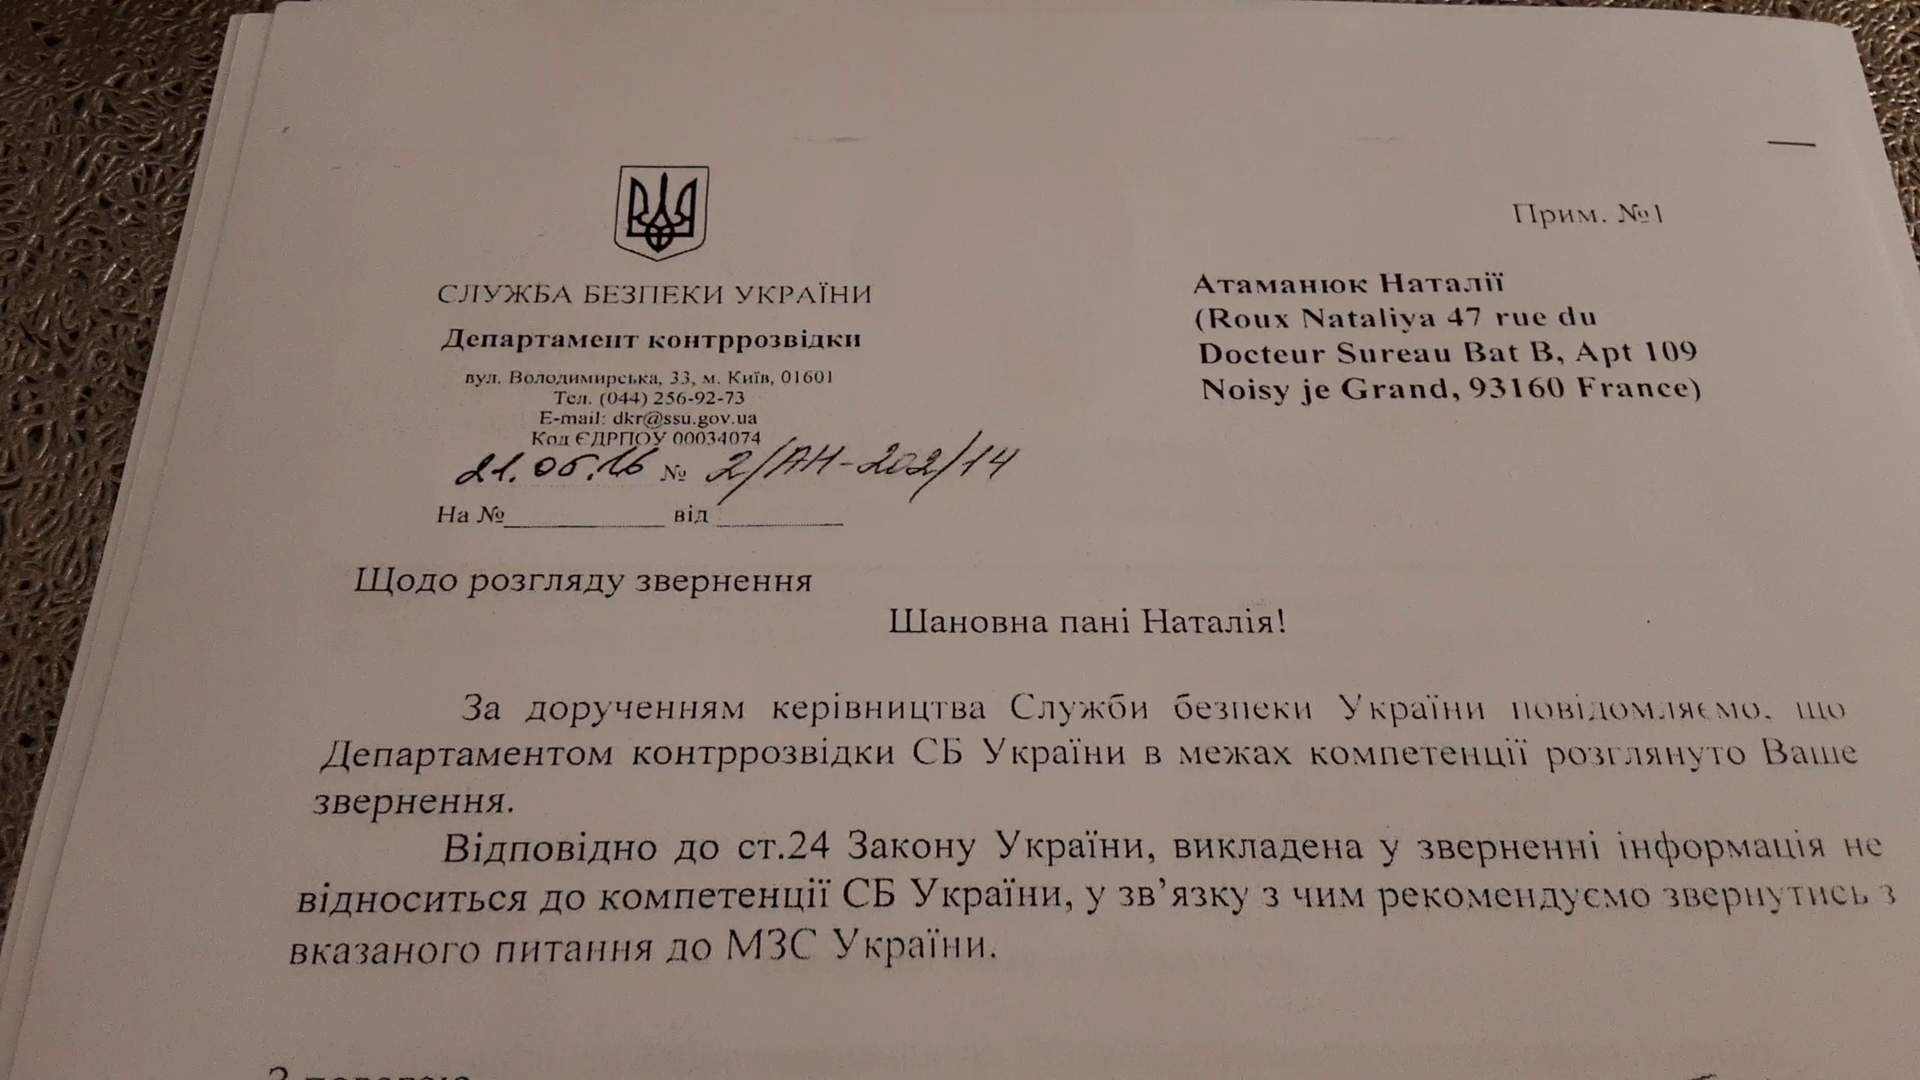 Прим. №1
СЛУЖБА БЕЗПЕКИ УКРАЇНИ
Департамент контррозвідки
вул. Володимирська, 33, м. Київ, 01601
Тел. (044) 256-92-73
E-mail: dkr@ssu.gov.ua
Код ЄДРПОУ 00034074
21.06.16 № 2/АН-202/14
На №__________ від __________
Атаманюк Наталії
(Roux Nataliya 47 rue du
Docteur Sureau Bat B, Apt 109
Noisy je Grand, 93160 France)
Щодо розгляду звернення
Шановна пані Наталія!
За дорученням керівництва Служби безпеки України повідомляємо, що
Департаментом контррозвідки СБ України в межах компетенції розглянуто Ваше
звернення.
Відповідно до ст.24 Закону України, викладена у зверненні інформація не
відноситься до компетенції СБ України, у зв’язку з чим рекомендуємо звернутись з
вказаного питання до МЗС України.